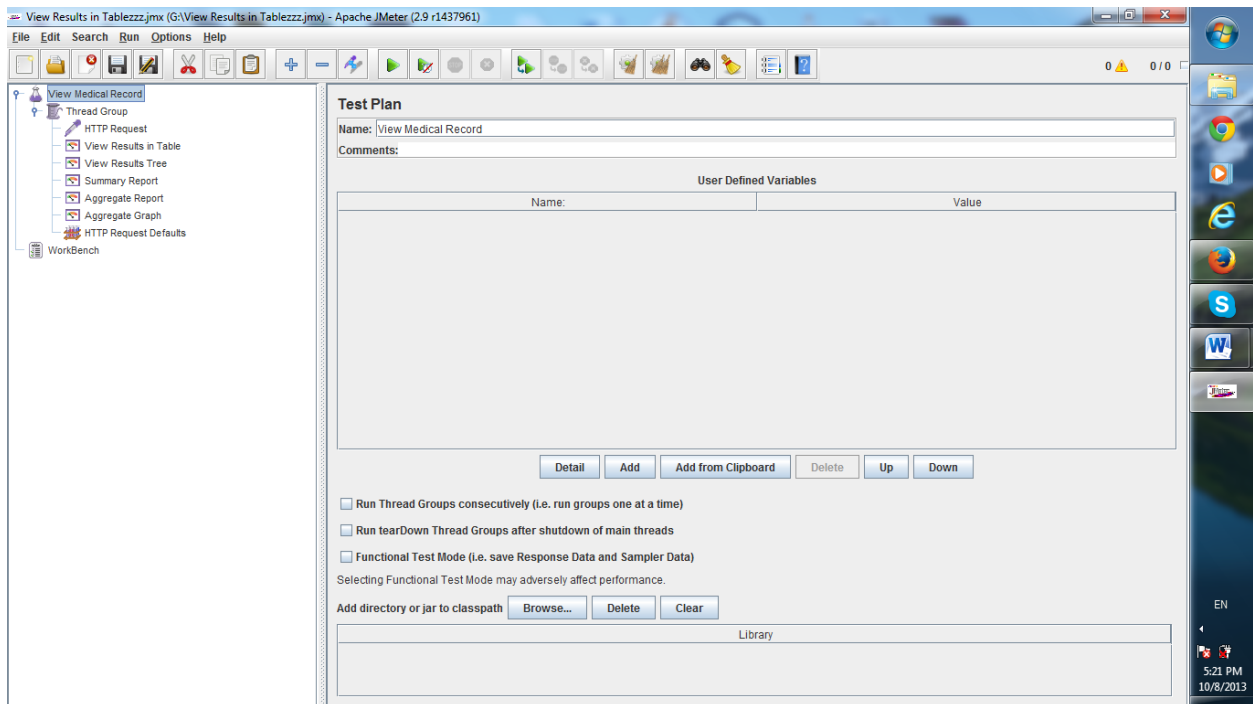 View Results in Tablezzz.jmx (G:\View Results in Tablezzz.jmx) - Apache JMeter (2.9 r1437961)
File Edit Search Run Options Help
0 0 / 0
View Medical Record
Thread Group
HTTP Request
View Results in Table
View Results Tree
Summary Report
Aggregate Report
Aggregate Graph
HTTP Request Defaults
WorkBench
Test Plan
Name: View Medical Record
Comments:
User Defined Variables
Name: Value
Detail Add Add from Clipboard Delete Up Down
Run Thread Groups consecutively (i.e. run groups one at a time)
Run tearDown Thread Groups after shutdown of main threads
Functional Test Mode (i.e. save Response Data and Sampler Data)
Selecting Functional Test Mode may adversely affect performance.
Add directory or jar to classpath Browse... Delete Clear
Library
EN
5:21 PM
10/8/2013